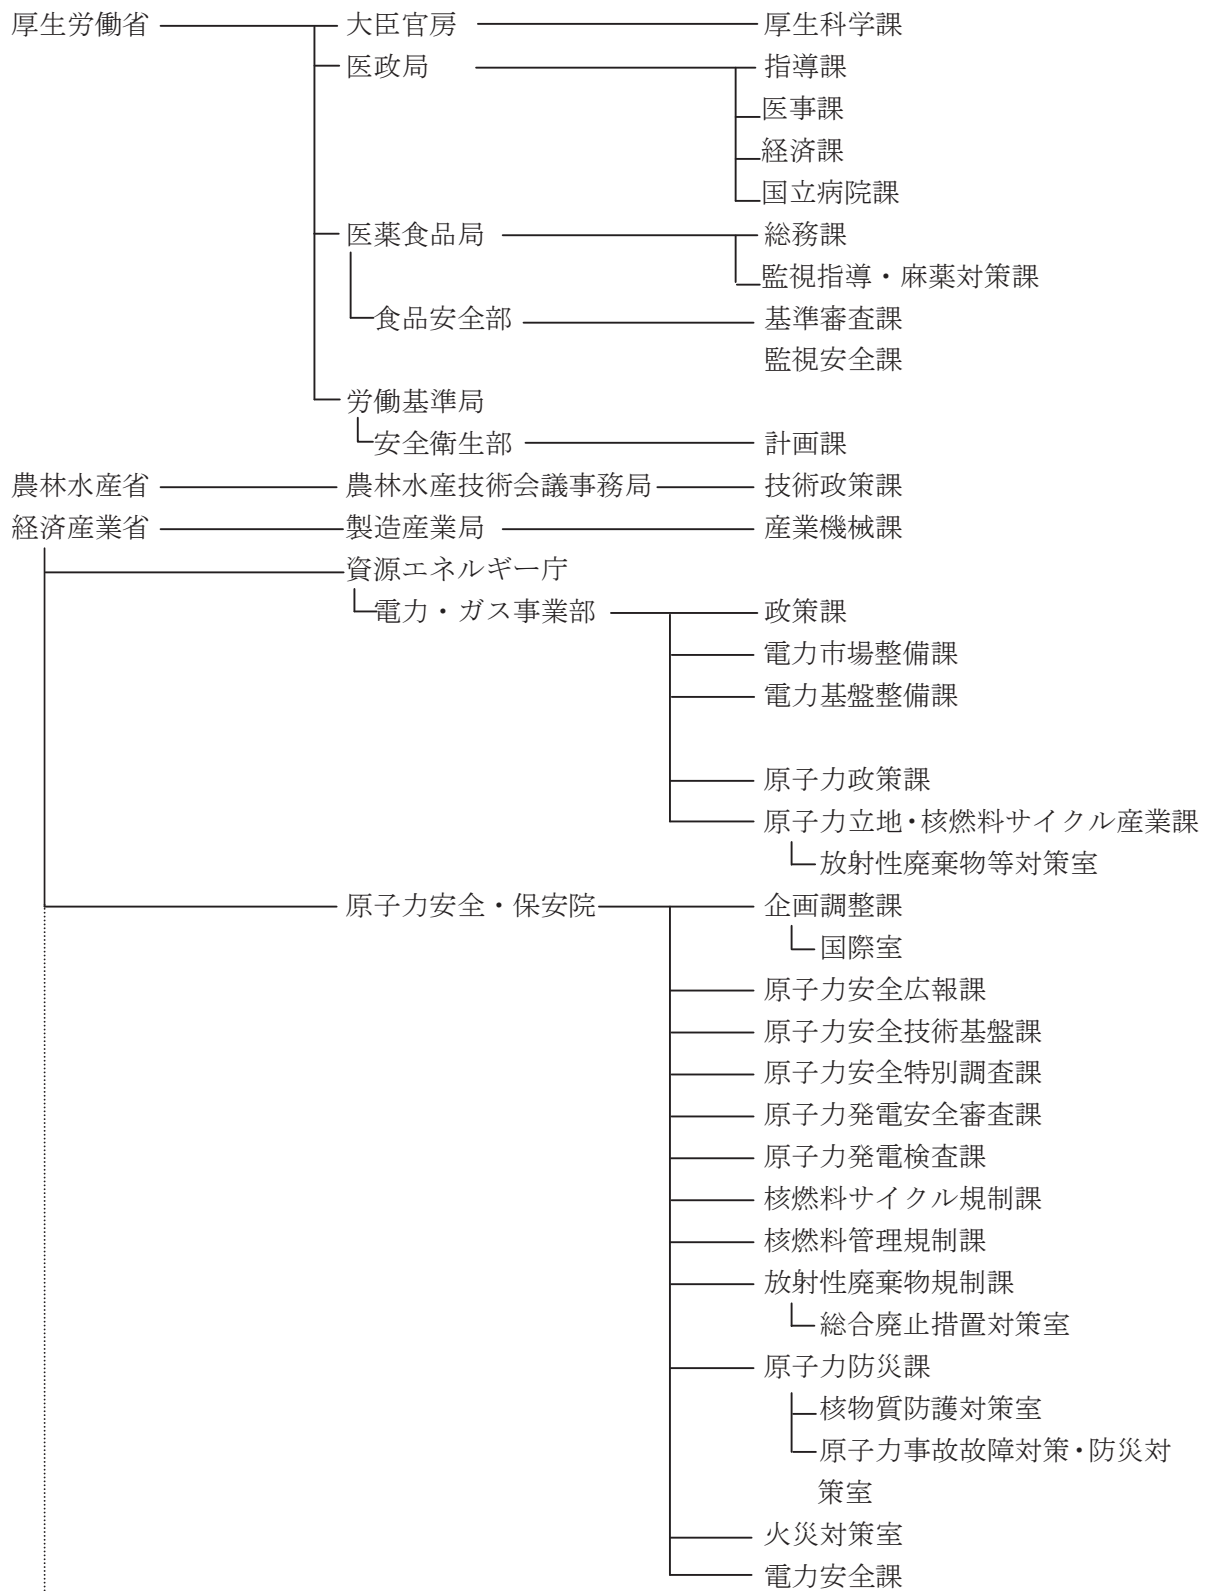 厚生労働省 大臣官房 厚生科学課
医政局 指導課
医事課
経済課
国立病院課
医薬食品局 総務課
監視指導・麻薬対策課
食品安全部 基準審査課
監視安全課
労働基準局
安全衛生部 計画課
農林水産省 農林水産技術会議事務局 技術政策課
経済産業省 製造産業局 産業機械課
資源エネルギー庁
電力・ガス事業部 政策課
電力市場整備課
電力基盤整備課
原子力政策課
原子力立地・核燃料サイクル産業課
放射性廃棄物等対策室
原子力安全・保安院 企画調整課
国際室
原子力安全広報課
原子力安全技術基盤課
原子力安全特別調査課
原子力発電安全審査課
原子力発電検査課
核燃料サイクル規制課
核燃料管理規制課
放射性廃棄物規制課
総合廃止措置対策室
原子力防災課
核物質防護対策室
原子力事故故障対策・防災対
策室
火災対策室
電力安全課